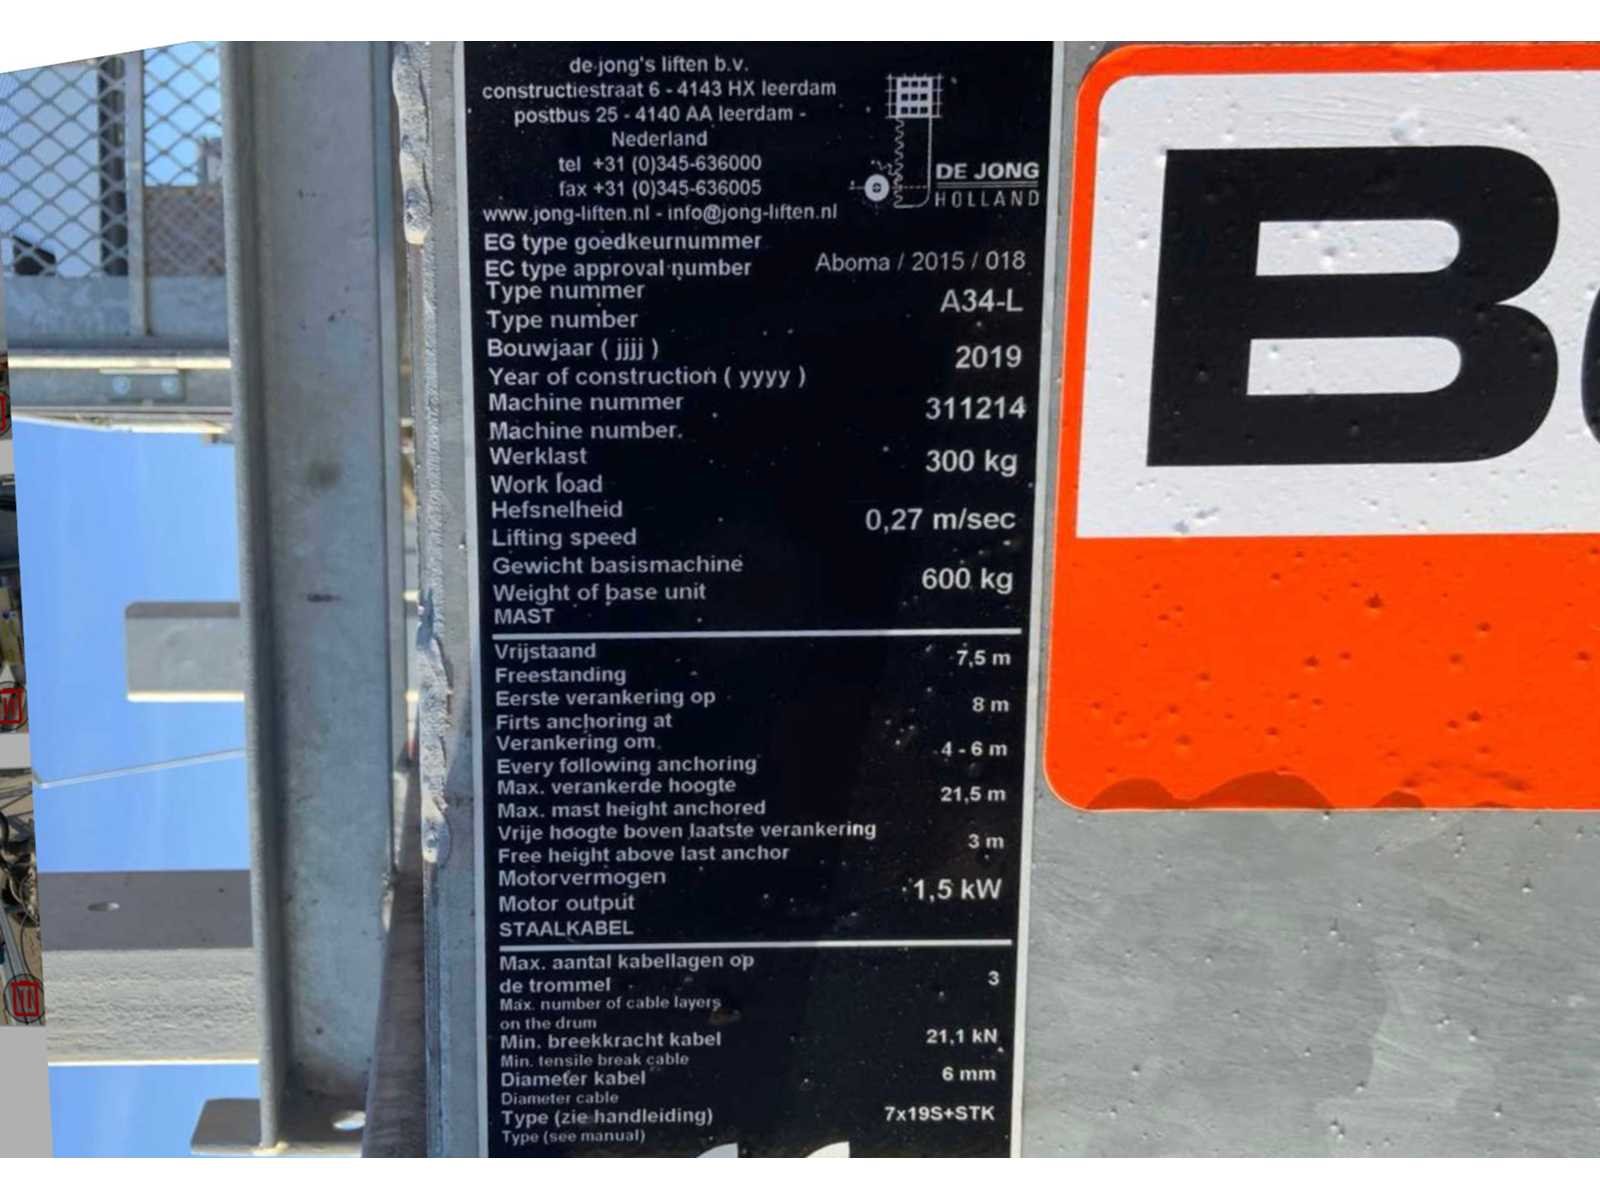 de jong's liften b.v.
constructiestraat 6 - 4143 HX leerdam
postbus 25 - 4140 AA leerdam -
Nederland
tel +31 (0)345-636000
fax +31 (0)345-636005
www.jong-liften.nl - info@jong-liften.nl
DE JONG
HOLLAND
EG type goedkeurnummer
EC type approval number Aboma / 2015 / 018
Type nummer
Type number A34-L
Bouwjaar ( jjjj )
Year of construction ( yyyy ) 2019
Machine nummer
Machine number. 311214
Werklast
Work load 300 kg
Hefsnelheid
Lifting speed 0,27 m/sec
Gewicht basismachine
Weight of base unit 600 kg
MAST
Vrijstaand
Freestanding 7,5 m
Eerste verankering op
Firts anchoring at 8 m
Verankering om
Every following anchoring 4 - 6 m
Max. verankerde hoogte
Max. mast height anchored 21,5 m
Vrije hoogte boven laatste verankering
Free height above last anchor 3 m
Motorvermogen
Motor output 1,5 kW
STAALKABEL
Max. aantal kabellagen op
de trommel 3
Max. number of cable layers
on the drum
Min. breekkracht kabel 21,1 kN
Min. tensile break cable
Diameter kabel 6 mm
Diameter cable
Type (zie handleiding) 7x19S+STK
Type (see manual)